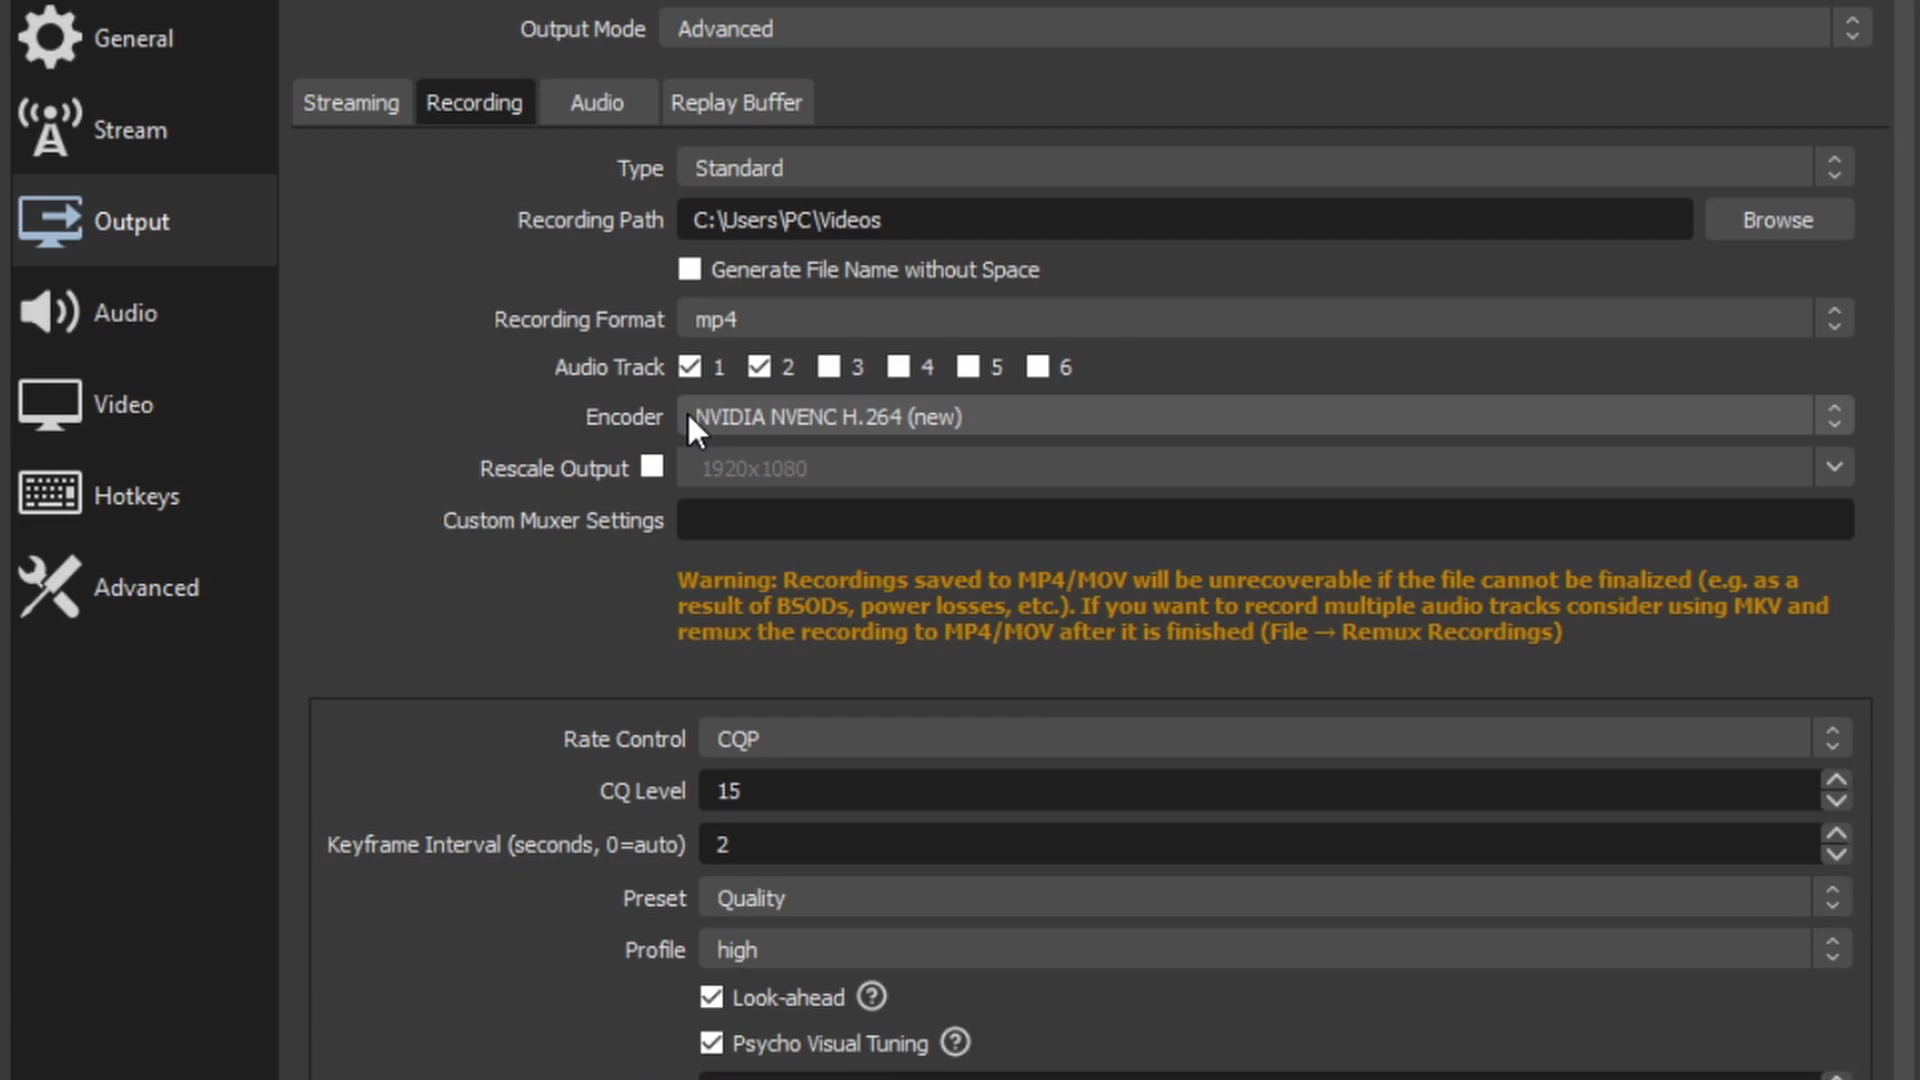 General
Stream
Output
Audio
Video
Hotkeys
Advanced
Output Mode Advanced
Streaming Recording Audio Replay Buffer
Type Standard
Recording Path C:\Users\PC\Videos Browse
Generate File Name without Space
Recording Format mp4
Audio Track 1 2 3 4 5 6
Encoder NVIDIA NVENC H.264 (new)
Rescale Output 1920x1080
Custom Muxer Settings
Warning: Recordings saved to MP4/MOV will be unrecoverable if the file cannot be finalized (e.g. as a
result of BSODs, power losses, etc.). If you want to record multiple audio tracks consider using MKV and
remux the recording to MP4/MOV after it is finished (File → Remux Recordings)
Rate Control CQP
CQ Level 15
Keyframe Interval (seconds, 0=auto) 2
Preset Quality
Profile high
Look-ahead ?
Psycho Visual Tuning ?